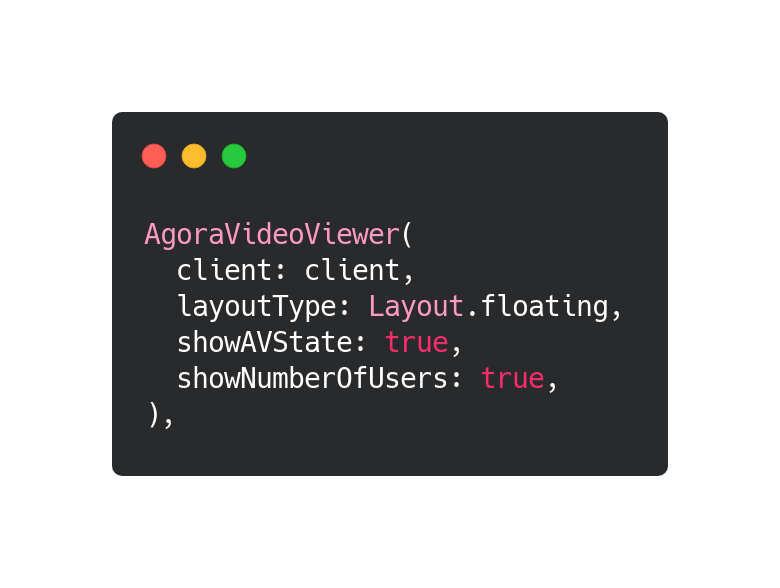 AgoraVideoViewer(
  client: client,
  layoutType: Layout.floating,
  showAVState: true,
  showNumberOfUsers: true,
),